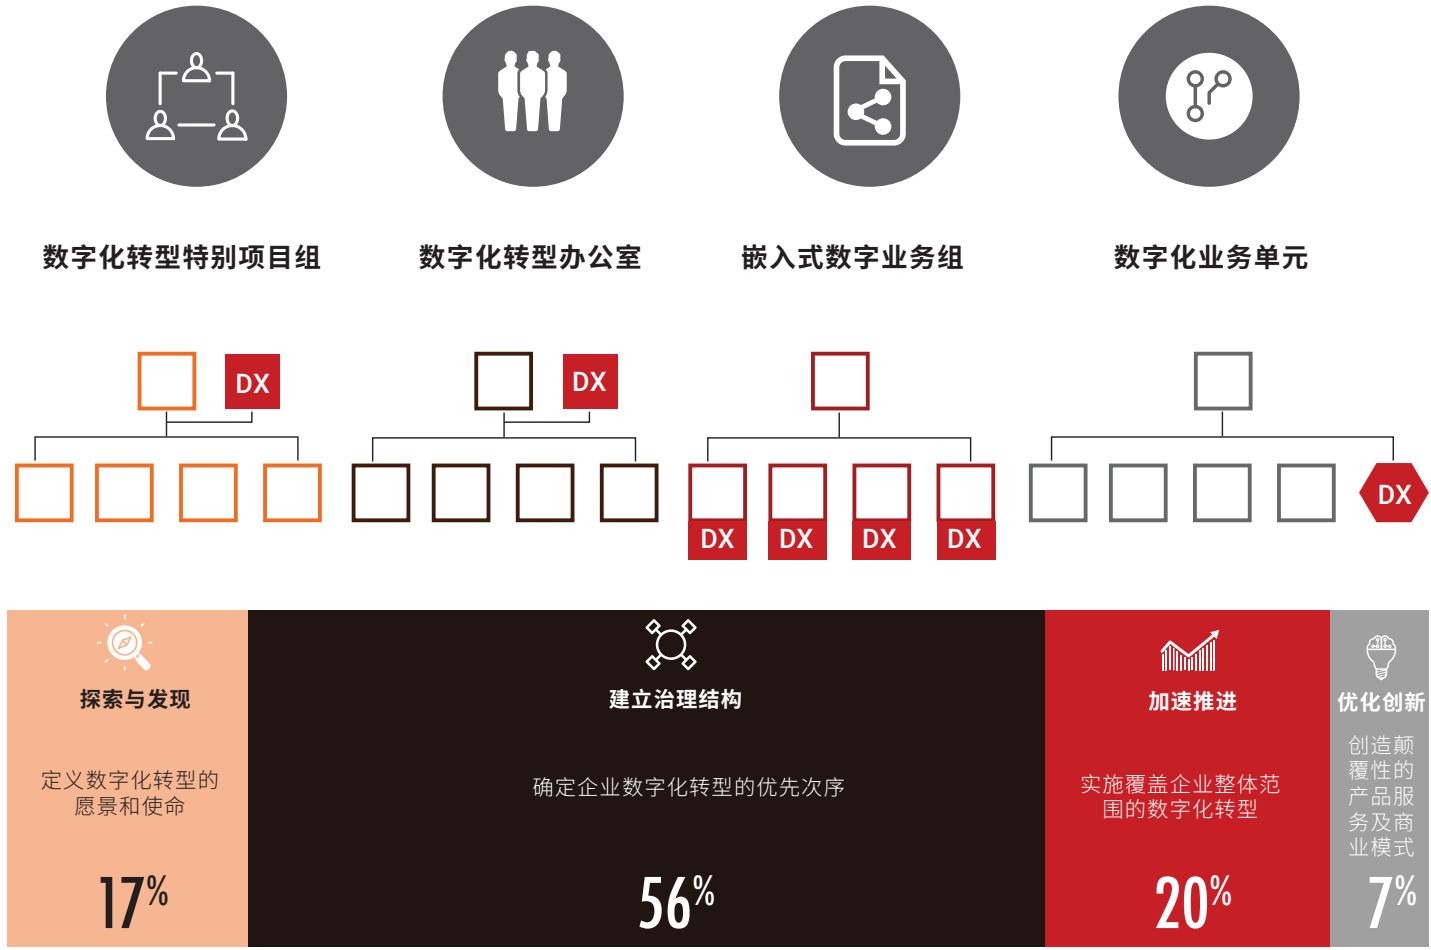 数字化转型特别项目组
数字化转型办公室
嵌入式数字业务组
数字化业务单元
DX
DX
DX
DX
DX
DX
DX
探索与发现
定义数字化转型的
愿景和使命
17%
建立治理结构
确定企业数字化转型的优先次序
56%
加速推进
实施覆盖企业整体范
围的数字化转型
20%
优化创新
创造颠
覆性的
产品服
务及商
业模式
7%